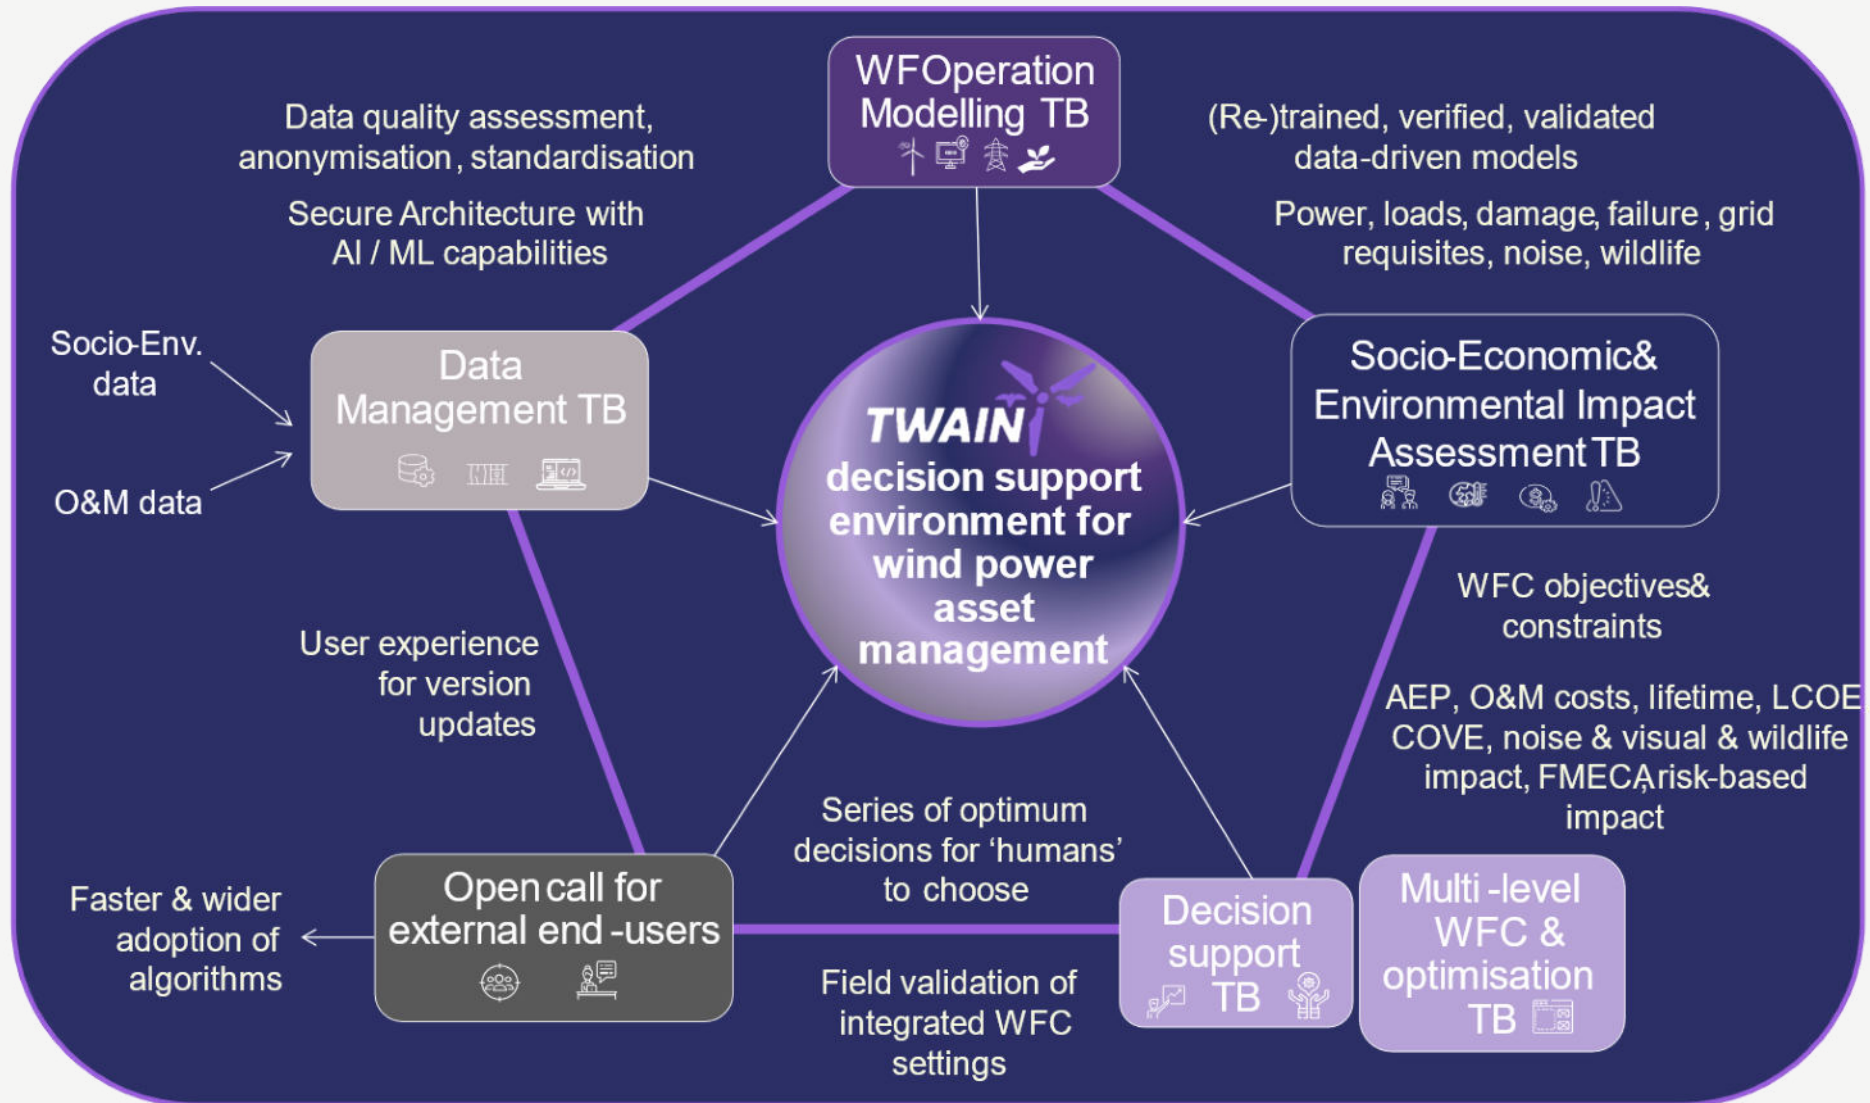 WFOperation
Modelling TB
Data quality assessment,
anonymisation, standardisation
Secure Architecture with
AI / ML capabilities
(Re-)trained, verified, validated
data-driven models
Power, loads, damage, failure, grid
requisites, noise, wildlife
Socio-Env.
data
O&M data
Data
Management TB
TWAIN
decision support
environment for
wind power
asset
management
Socio-Economic&
Environmental Impact
Assessment TB
WFC objectives&
constraints
AEP, O&M costs, lifetime, LCOE
COVE, noise & visual & wildlife
impact, FMECA,risk-based
impact
User experience
for version
updates
Series of optimum
decisions for ‘humans’
to choose
Faster & wider
adoption of
algorithms
Open call for
external end -users
Field validation of
integrated WFC
settings
Decision
support
TB
Multi -level
WFC &
optimisation
TB